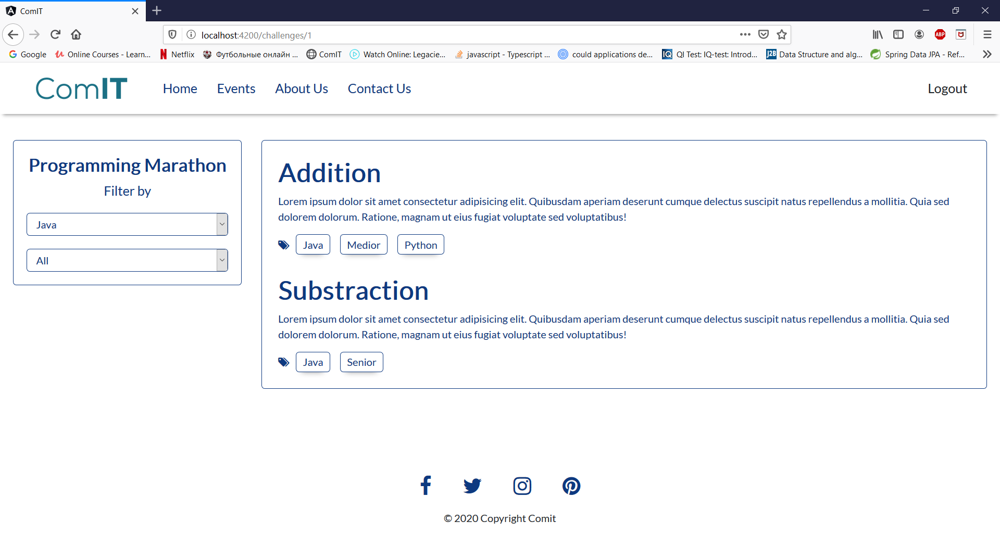 ComIT
localhost:4200/challenges/1
ABP
Google
Online Courses - Learn...
Netflix
Футбольные онлайн ...
ComIT
Watch Online: Legacie...
javascript - Typescript ...
could applications de...
IQ
QI Test: IQ-test: Introd...
J2B
Data Structure and alg...
Spring Data JPA - Ref...
ComIT
Home
Events
About Us
Contact Us
Logout
Programming Marathon
Filter by
Java
All
Addition
Lorem ipsum dolor sit amet consectetur adipisicing elit. Quibusdam aperiam deserunt cumque delectus suscipit natus repellendus a mollitia. Quia sed
dolorem dolorum. Ratione, magnam ut eius fugiat voluptate sed voluptatibus!
Java
Medior
Python
Substraction
Lorem ipsum dolor sit amet consectetur adipisicing elit. Quibusdam aperiam deserunt cumque delectus suscipit natus repellendus a mollitia. Quia sed
dolorem dolorum. Ratione, magnam ut eius fugiat voluptate sed voluptatibus!
Java
Senior
© 2020 Copyright Comit